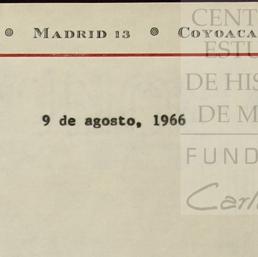 MADRID 13 COYOACA
9 de agosto, 1966
CENT
ESTU
DE HIS
DE M
FUND
Carl